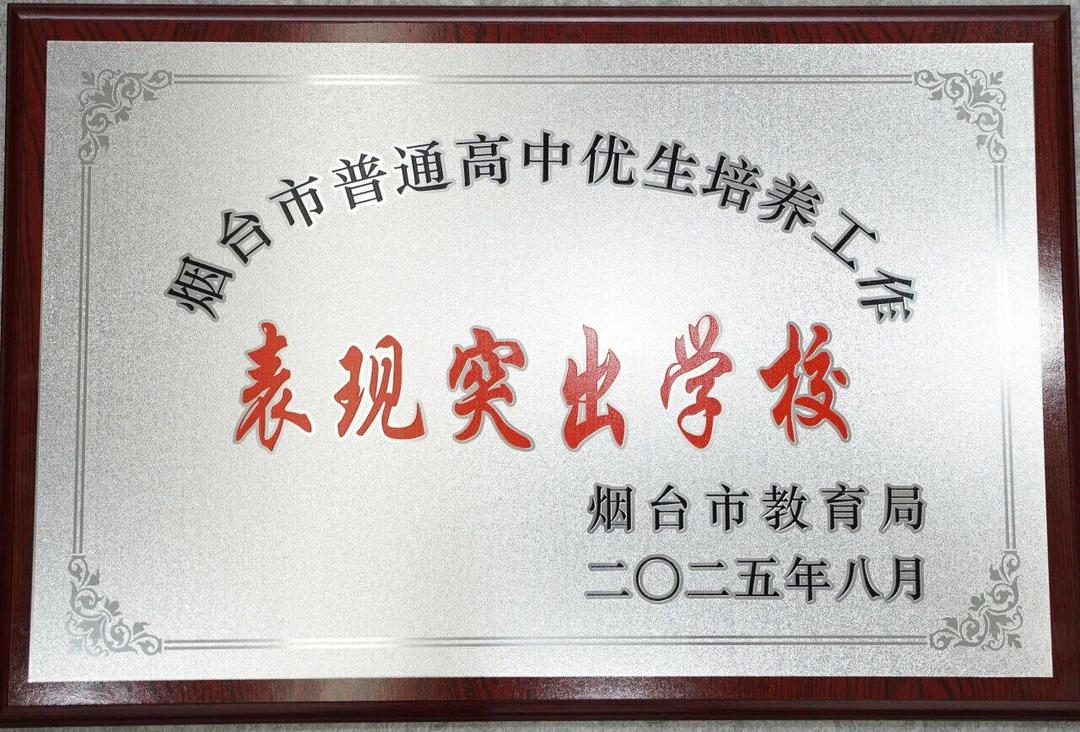 烟台市普通高中优生培养工作
表现突出学校
烟台市教育局
二〇二五年八月